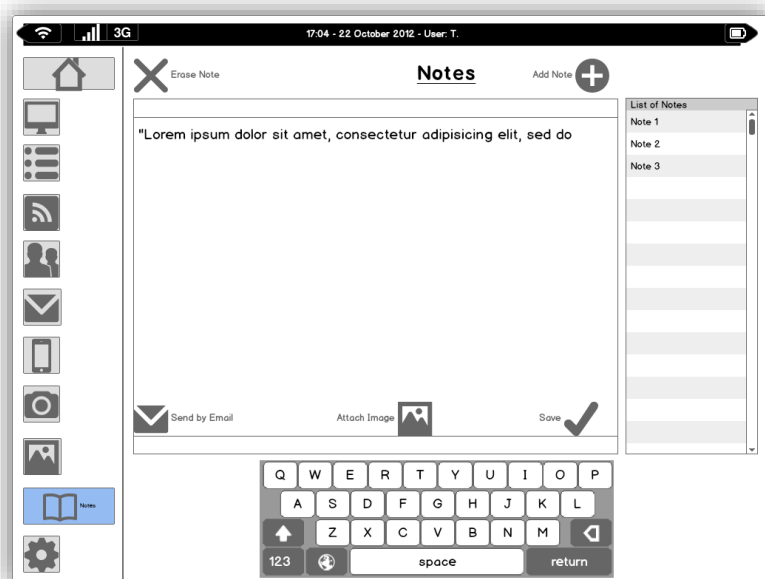 3G
17:04 - 22 October 2012 - User: T.
Erase Note
Notes
Add Note
List of Notes
Note 1
Note 2
Note 3
"Lorem ipsum dolor sit amet, consectetur adipisicing elit, sed do
Send by Email
Attach Image
Save
Notes
Q W E R T Y U I O P
A S D F G H J K L
Z X C V B N M
123 space return